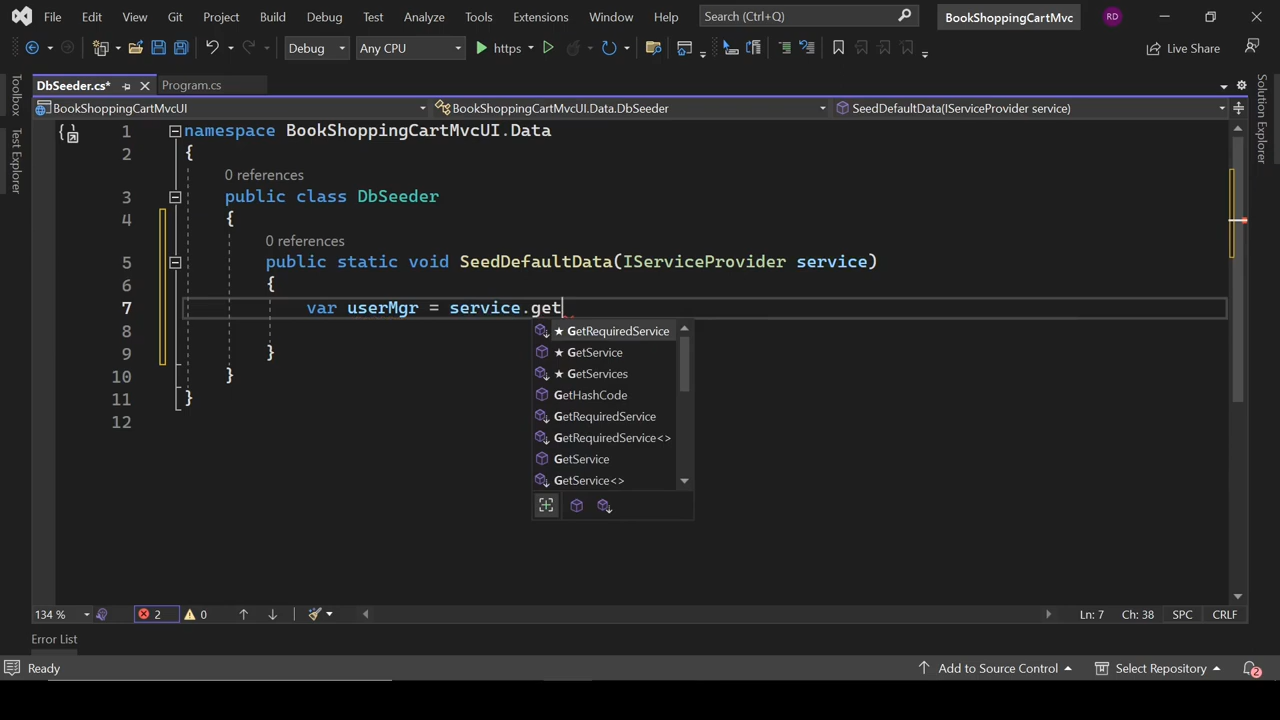 File Edit View Git Project Build Debug Test Analyze Tools Extensions Window Help Search (Ctrl+Q) BookShoppingCartMvc RD
Debug Any CPU https Live Share
DbSeeder.cs* Program.cs
BookShoppingCartMvcUI BookShoppingCartMvcUI.Data.DbSeeder SeedDefaultData(IServiceProvider service)
Toolbox
Test Explorer
Solution Explorer
1 namespace BookShoppingCartMvcUI.Data
2 {
0 references
3 public class DbSeeder
4 {
0 references
5 public static void SeedDefaultData(IServiceProvider service)
6 {
7 var userMgr = service.get
8
9 }
10 }
11 }
12
★ GetRequiredService
★ GetService
★ GetServices
GetHashCode
GetRequiredService
GetRequiredService<>
GetService
GetService<>
134 % 2 0 Ln: 7 Ch: 38 SPC CRLF
Error List
Ready Add to Source Control Select Repository 2